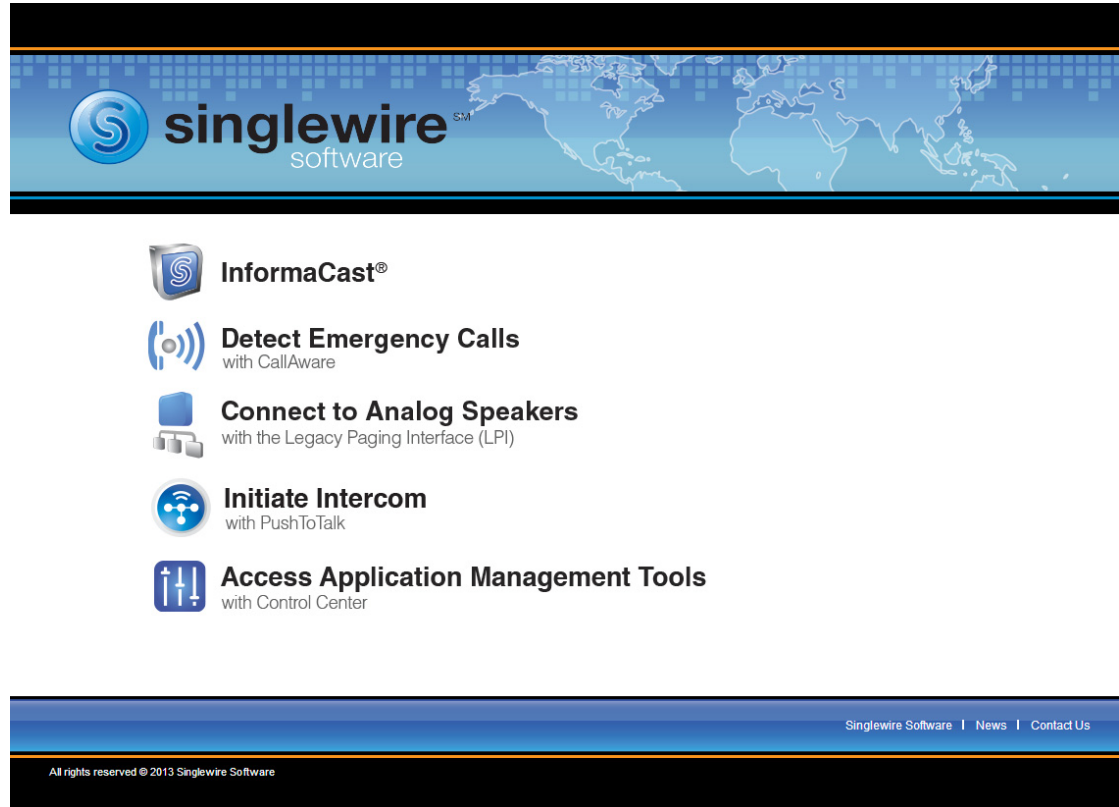 singlewire SM
software
InformaCast®
Detect Emergency Calls
with CallAware
Connect to Analog Speakers
with the Legacy Paging Interface (LPI)
Initiate Intercom
with PushToTalk
Access Application Management Tools
with Control Center
Singlewire Software | News | Contact Us
All rights reserved © 2013 Singlewire Software